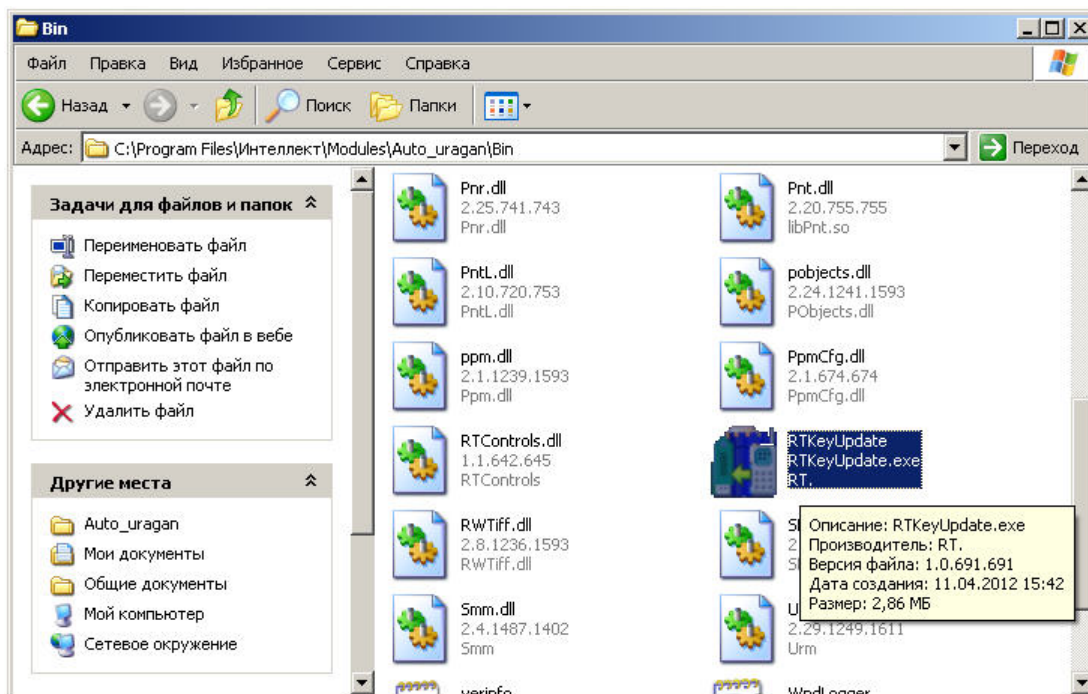 Bin
Файл Правка Вид Избранное Сервис Справка
Назад Поиск Папки
Адрес: C:\Program Files\Интеллект\Modules\Auto_uragan\Bin Переход
Задачи для файлов и папок
Переименовать файл
Переместить файл
Копировать файл
Опубликовать файл в вебе
Отправить этот файл по
электронной почте
Удалить файл
Другие места
Auto_uragan
Мои документы
Общие документы
Мой компьютер
Сетевое окружение
Pnr.dll
2.25.741.743
Pnr.dll
Pnt.dll
2.20.755.755
libPnt.so
PntL.dll
2.10.720.753
PntL.dll
pobjects.dll
2.24.1241.1593
PObjects.dll
ppm.dll
2.1.1239.1593
Ppm.dll
PpmCfg.dll
2.1.674.674
PpmCfg.dll
RTControls.dll
1.1.642.645
RTControls
RTKeyUpdate
RTKeyUpdate.exe
RT.
RWTiff.dll
2.8.1236.1593
RWTiff.dll
Описание: RTKeyUpdate.exe
Производитель: RT.
Версия файла: 1.0.691.691
Дата создания: 11.04.2012 15:42
Размер: 2,86 МБ
Smm.dll
2.4.1487.1402
Smm
2.29.1249.1611
Urm
verinfo
WndLogger